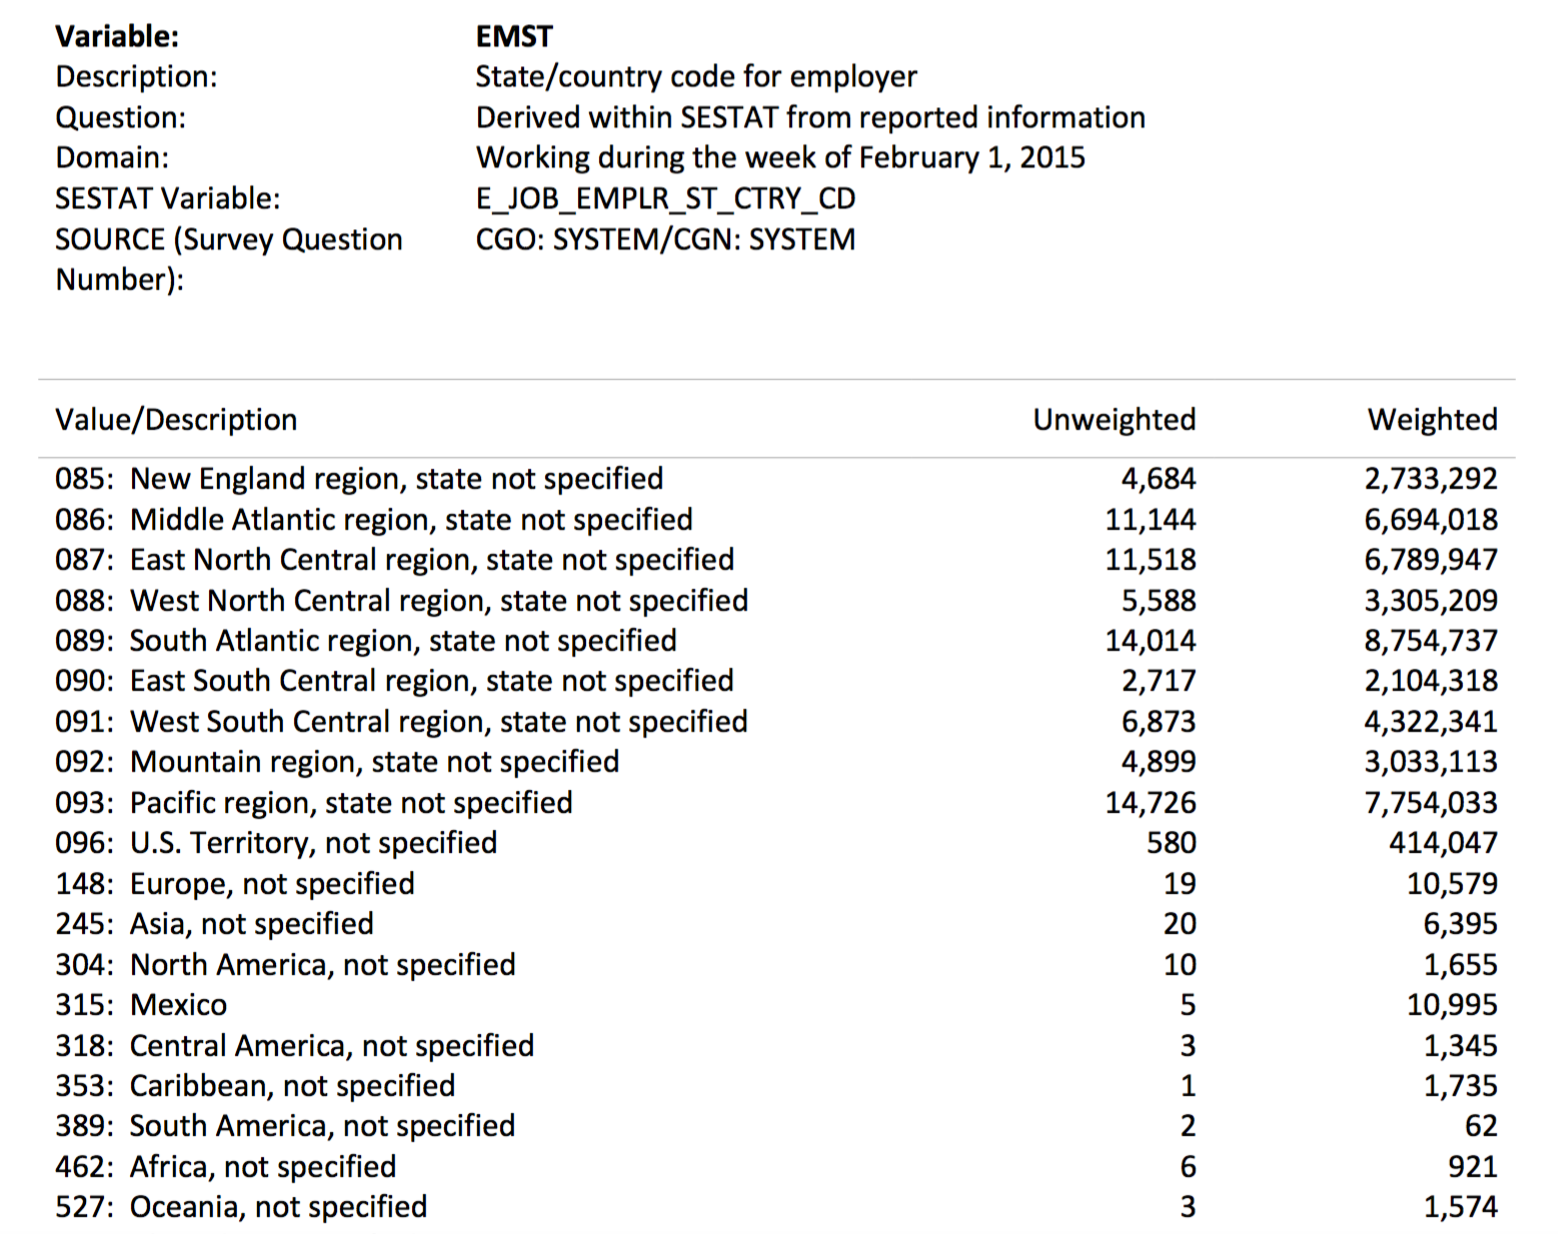 Variable: EMST
Description: State/country code for employer
Question: Derived within SESTAT from reported information
Domain: Working during the week of February 1, 2015
SESTAT Variable: E_JOB_EMPLR_ST_CTRY_CD
SOURCE (Survey Question CGO: SYSTEM/CGN: SYSTEM
Number):
Value/Description Unweighted Weighted
085: New England region, state not specified 4,684 2,733,292
086: Middle Atlantic region, state not specified 11,144 6,694,018
087: East North Central region, state not specified 11,518 6,789,947
088: West North Central region, state not specified 5,588 3,305,209
089: South Atlantic region, state not specified 14,014 8,754,737
090: East South Central region, state not specified 2,717 2,104,318
091: West South Central region, state not specified 6,873 4,322,341
092: Mountain region, state not specified 4,899 3,033,113
093: Pacific region, state not specified 14,726 7,754,033
096: U.S. Territory, not specified 580 414,047
148: Europe, not specified 19 10,579
245: Asia, not specified 20 6,395
304: North America, not specified 10 1,655
315: Mexico 5 10,995
318: Central America, not specified 3 1,345
353: Caribbean, not specified 1 1,735
389: South America, not specified 2 62
462: Africa, not specified 6 921
527: Oceania, not specified 3 1,574